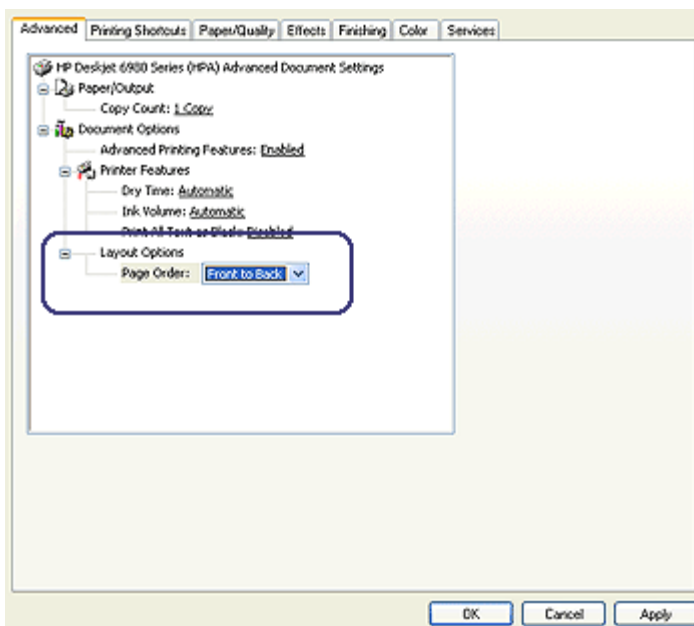 Advanced Printing Shortcuts Paper/Quality Effects Finishing Color Services
HP Deskjet 6980 Series (HPA) Advanced Document Settings
Paper/Output
Copy Count: 1 Copy
Document Options
Advanced Printing Features: Enabled
Printer Features
Dry Time: Automatic
Ink Volume: Automatic
Print All Text as Black: Disabled
Layout Options
Page Order: Front to Back
OK Cancel Apply